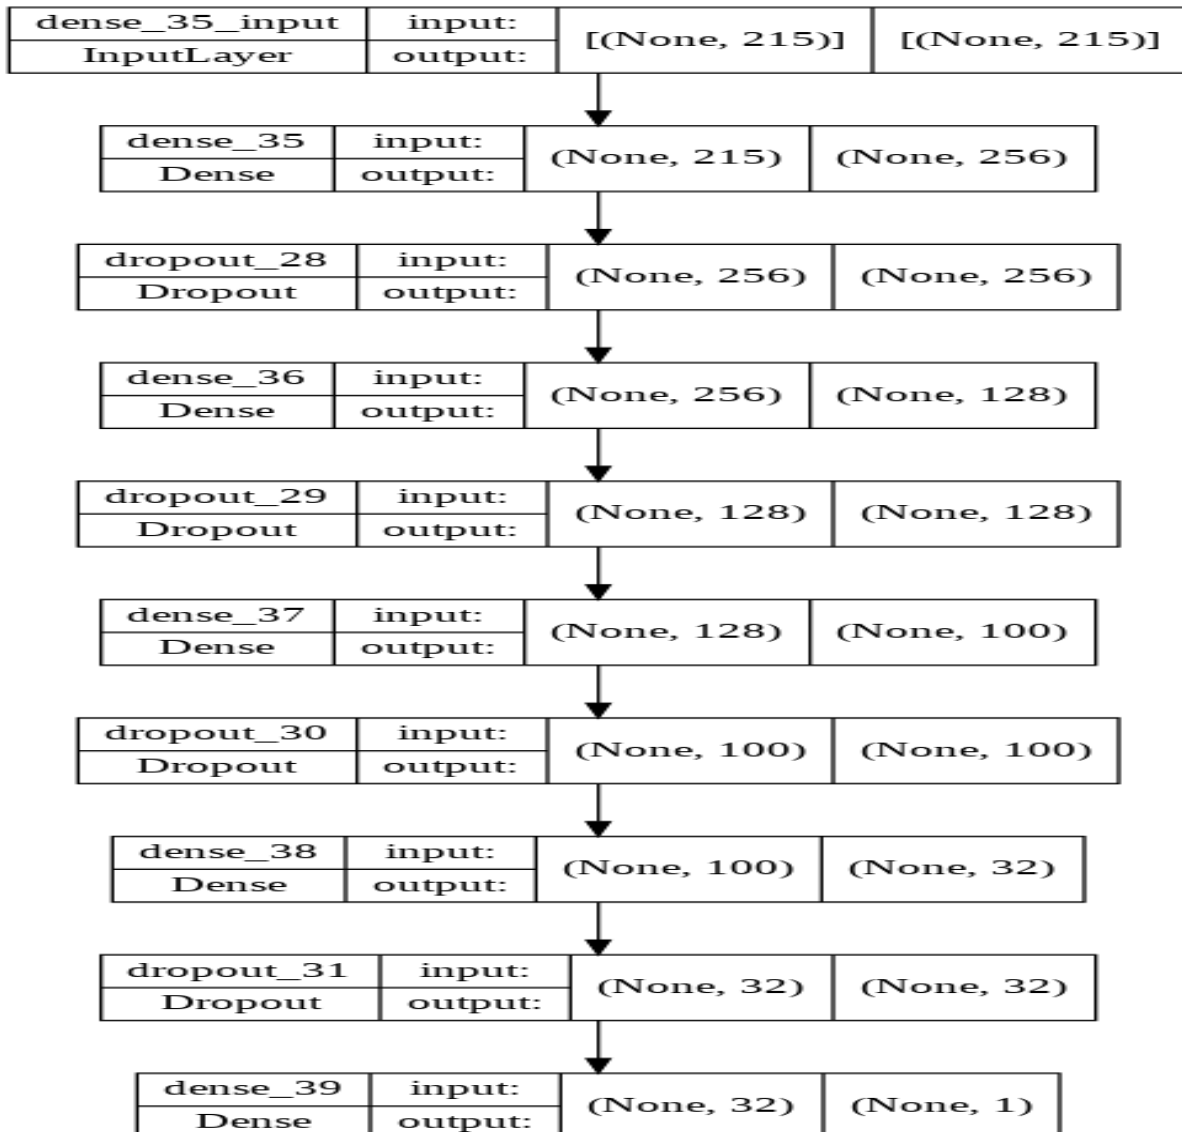 dense_35_input input: [(None, 215)] [(None, 215)]
InputLayer output:
dense_35 input: (None, 215) (None, 256)
Dense output:
dropout_28 input: (None, 256) (None, 256)
Dropout output:
dense_36 input: (None, 256) (None, 128)
Dense output:
dropout_29 input: (None, 128) (None, 128)
Dropout output:
dense_37 input: (None, 128) (None, 100)
Dense output:
dropout_30 input: (None, 100) (None, 100)
Dropout output:
dense_38 input: (None, 100) (None, 32)
Dense output:
dropout_31 input: (None, 32) (None, 32)
Dropout output:
dense_39 input: (None, 32) (None, 1)
Dense output: